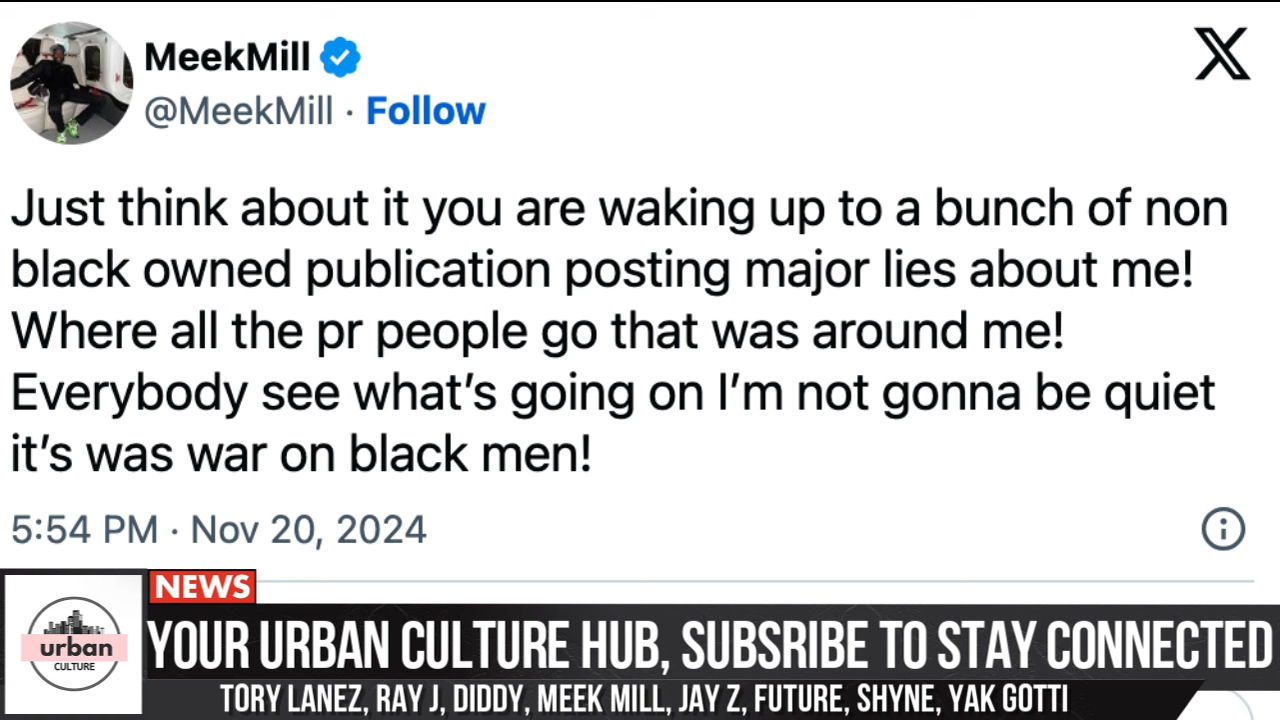 MeekMill
@MeekMill · Follow
Just think about it you are waking up to a bunch of non
black owned publication posting major lies about me!
Where all the pr people go that was around me!
Everybody see what’s going on I’m not gonna be quiet
it’s was war on black men!
5:54 PM · Nov 20, 2024
NEWS
urban
CULTURE
YOUR URBAN CULTURE HUB, SUBSRIBE TO STAY CONNECTED
TORY LANEZ, RAY J, DIDDY, MEEK MILL, JAY Z, FUTURE, SHYNE, YAK GOTTI